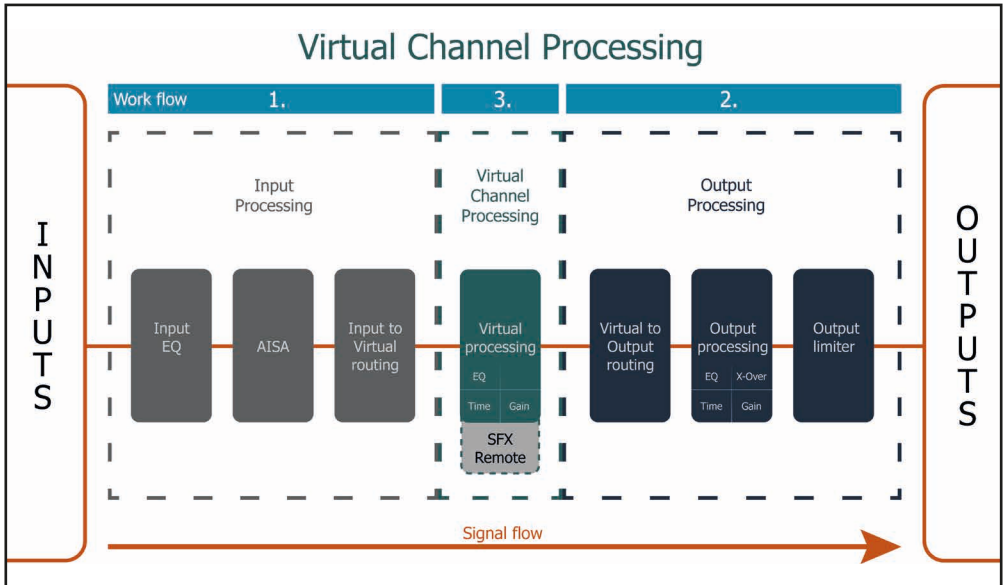 Virtual Channel Processing
Work flow 1. 3. 2.
INPUTS
Input
Processing
Input
EQ
AISA
Input to
Virtual
routing
Virtual
Channel
Processing
Virtual
processing
EQ
Time Gain
SFX
Remote
Output
Processing
Virtual to
Output
routing
Output
processing
EQ X-Over
Time Gain
Output
limiter
OUTPUTS
Signal flow